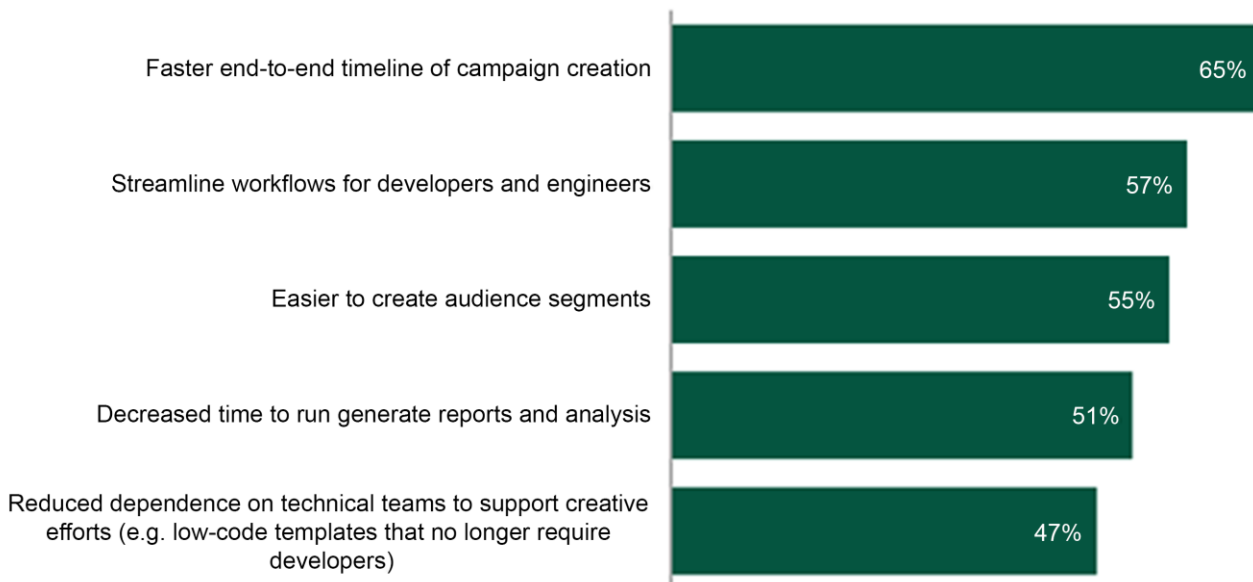 Faster end-to-end timeline of campaign creation
65%
Streamline workflows for developers and engineers
57%
Easier to create audience segments
55%
Decreased time to run generate reports and analysis
51%
Reduced dependence on technical teams to support creative
efforts (e.g. low-code templates that no longer require
developers)
47%